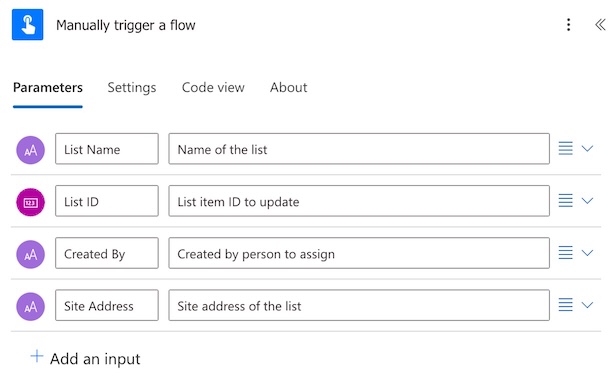 Manually trigger a flow
Parameters Settings Code view About
AA List Name Name of the list
123 List ID List item ID to update
AA Created By Created by person to assign
AA Site Address Site address of the list
+ Add an input